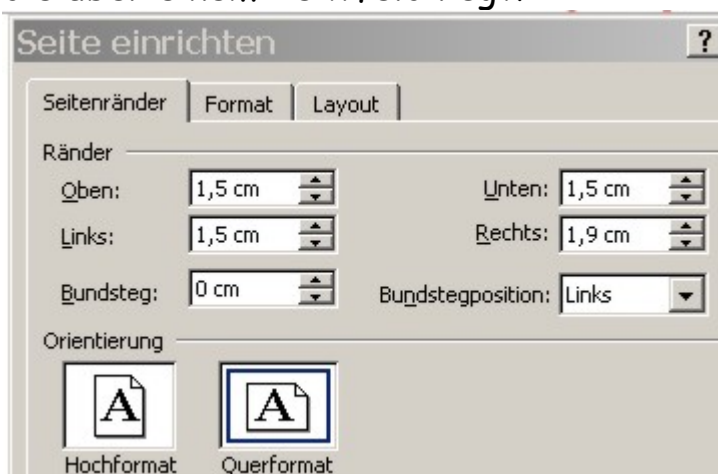 Seite einrichten ?
Seitenränder Format Layout
Ränder
Oben: 1,5 cm Unten: 1,5 cm
Links: 1,5 cm Rechts: 1,9 cm
Bundsteg: 0 cm Bundstegposition: Links
Orientierung
A A
Hochformat Querformat